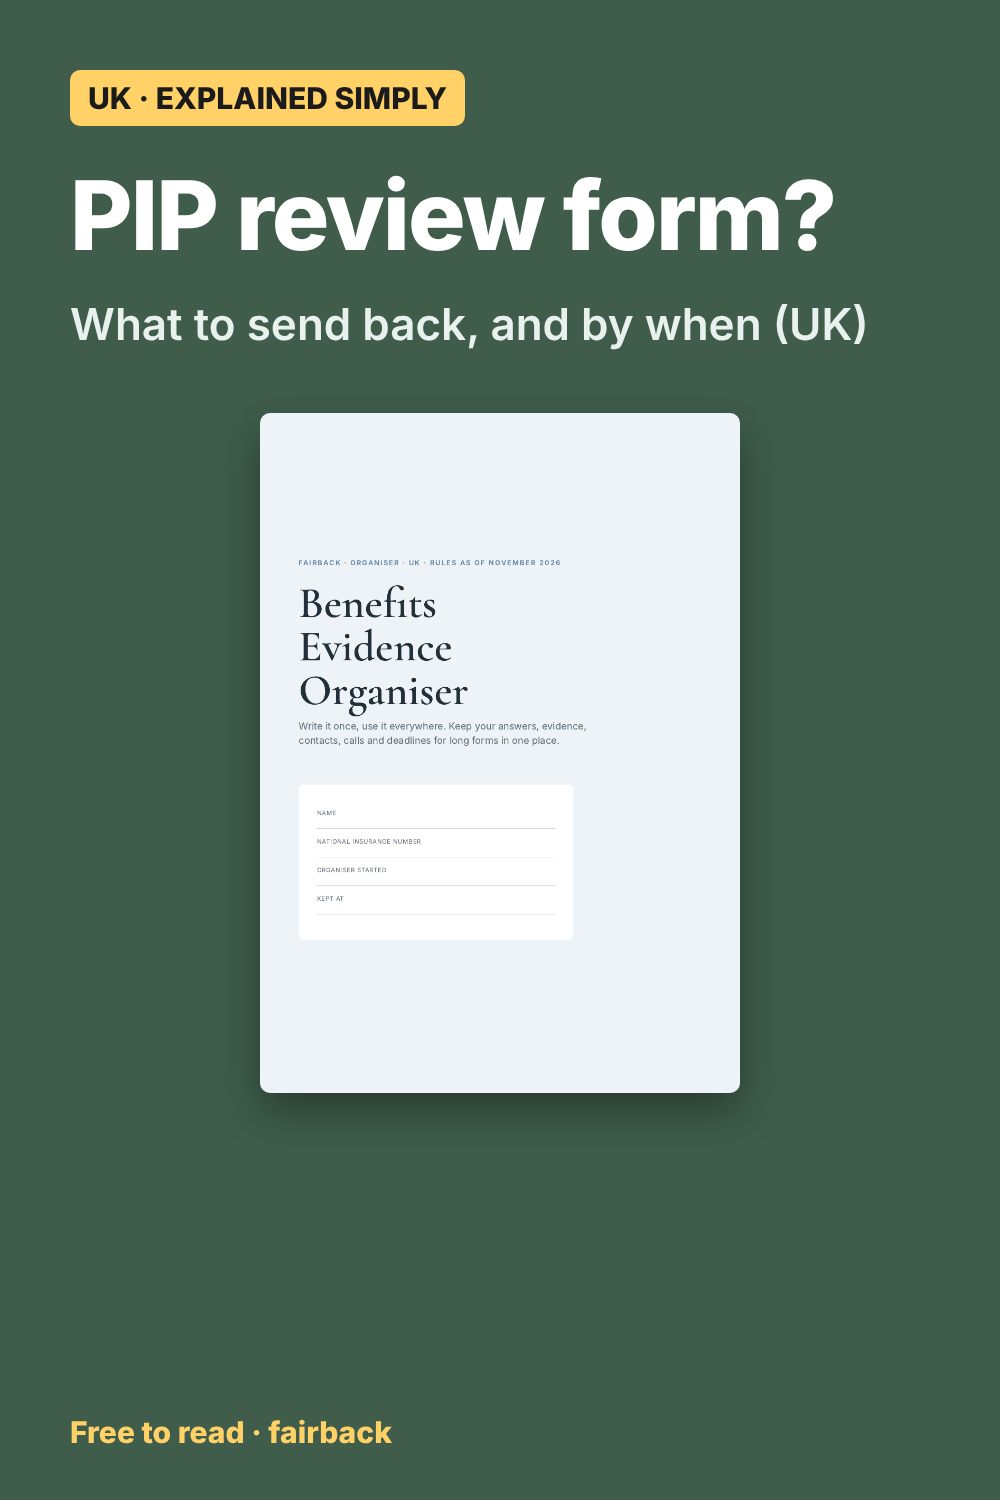 UK · EXPLAINED SIMPLY
PIP review form?
What to send back, and by when (UK)
FAIRBACK · ORGANISER · UK · RULES AS OF NOVEMBER 2026
Benefits
Evidence
Organiser
Write it once, use it everywhere. Keep your answers, evidence,
contacts, calls and deadlines for long forms in one place.
NAME
NATIONAL INSURANCE NUMBER
ORGANISER STARTED
KEPT AT
Free to read · fairback